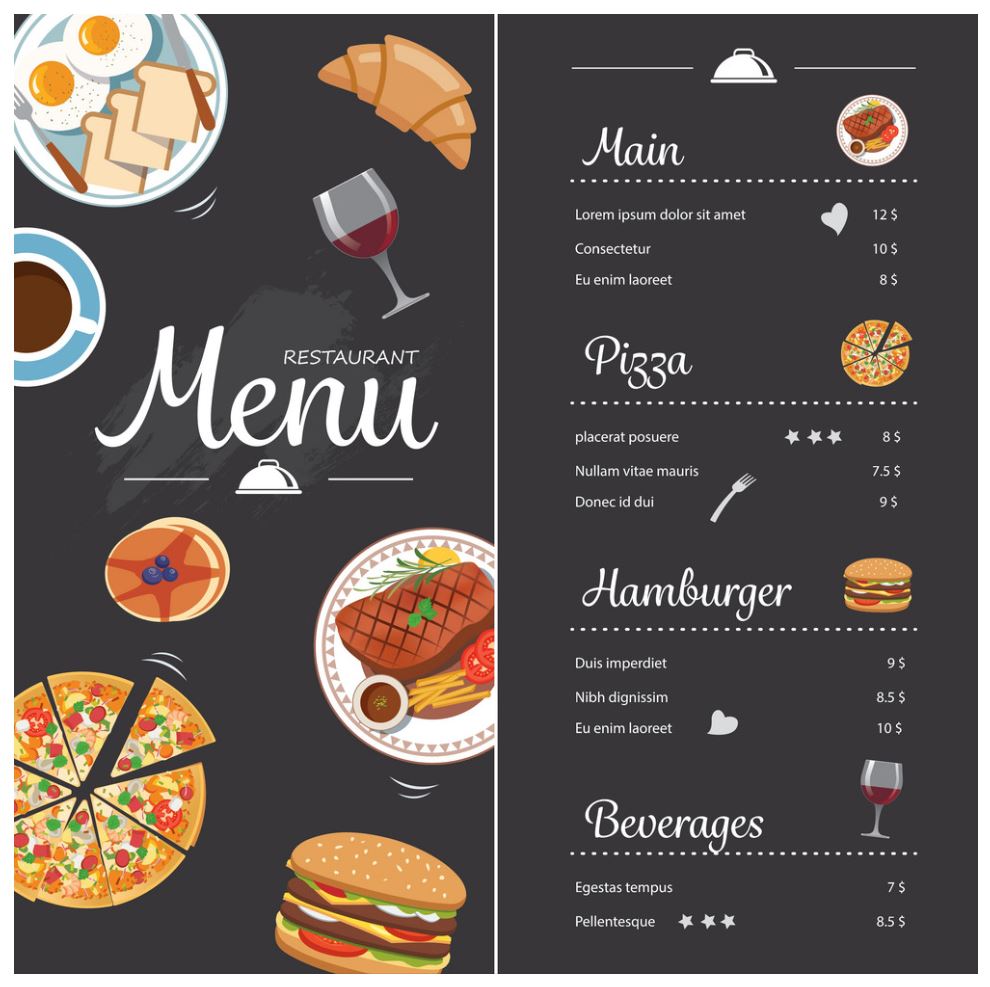 RESTAURANT
Menu
Main
Lorem ipsum dolor sit amet 12 $
Consectetur 10 $
Eu enim laoreet 8 $
Pizza
placerat posuere 8 $
Nullam vitae mauris 7.5 $
Donec id dui 9 $
Hamburger
Duis imperdiet 9 $
Nibh dignissim 8.5 $
Eu enim laoreet 10 $
Beverages
Egestas tempus 7 $
Pellentesque 8.5 $